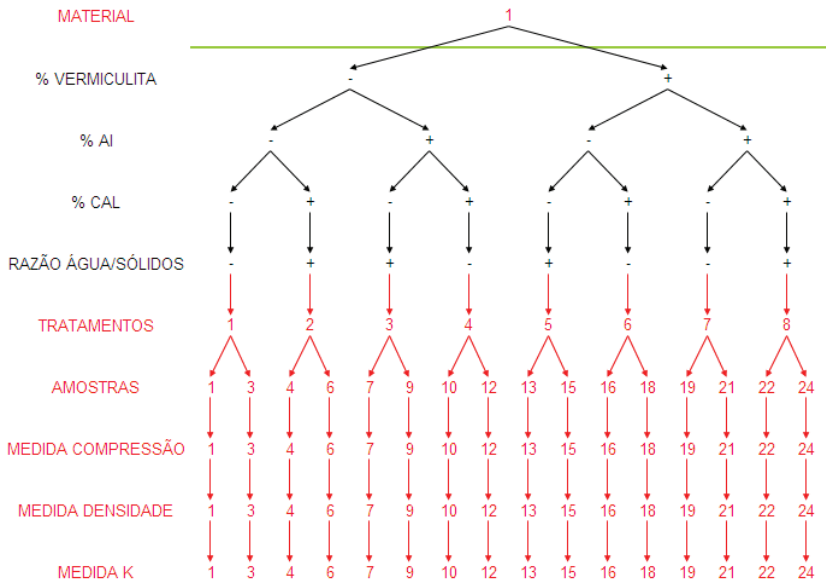 MATERIAL 1
% VERMICULITA - +
% AI - + - +
% CAL - + - + - + - +
RAZÃO ÁGUA/SÓLIDOS - + + - + - - +
TRATAMENTOS 1 2 3 4 5 6 7 8
AMOSTRAS 1 3 4 6 7 9 10 12 13 15 16 18 19 21 22 24
MEDIDA COMPRESSÃO 1 3 4 6 7 9 10 12 13 15 16 18 19 21 22 24
MEDIDA DENSIDADE 1 3 4 6 7 9 10 12 13 15 16 18 19 21 22 24
MEDIDA K 1 3 4 6 7 9 10 12 13 15 16 18 19 21 22 24